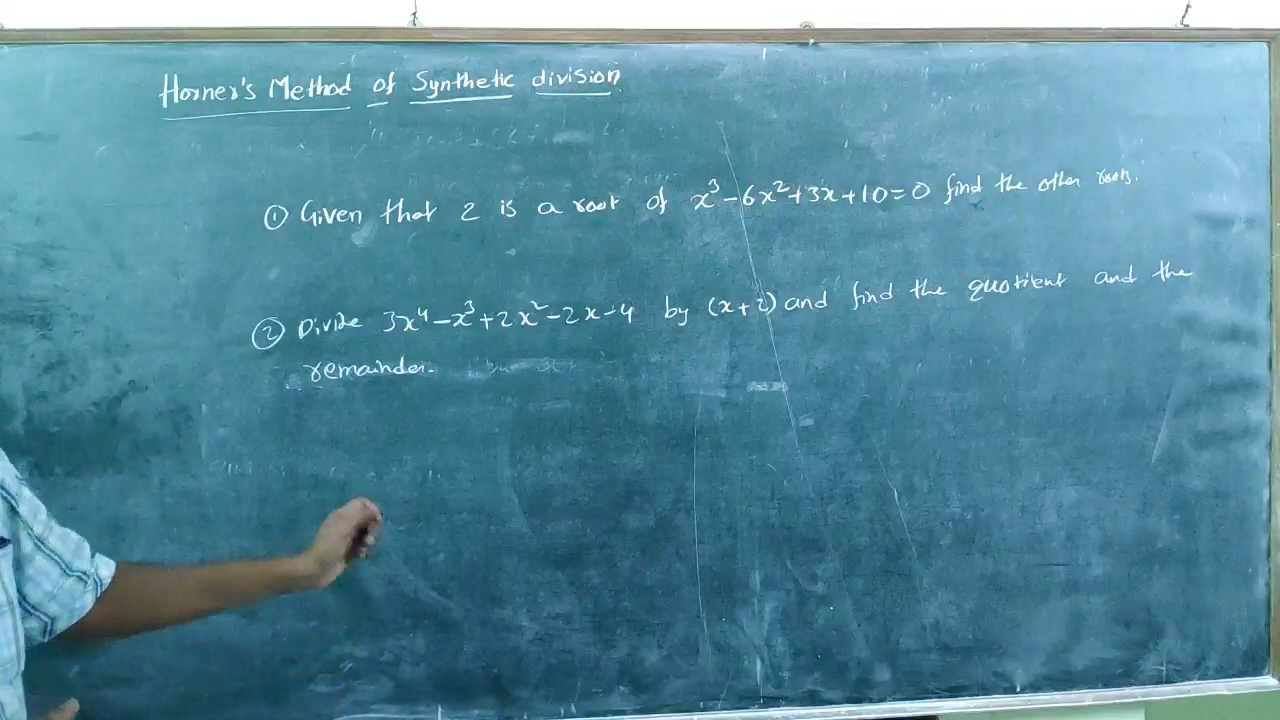 Horner's Method of Synthetic division
① Given that 2 is a root of x³-6x²+3x+10=0 find the other roots.
② Divide 3x⁴-x³+2x²-2x-4 by (x+2) and find the quotient and the
remainder.